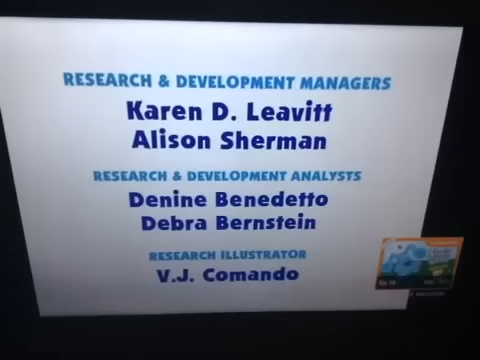 RESEARCH & DEVELOPMENT MANAGERS
Karen D. Leavitt
Alison Sherman
RESEARCH & DEVELOPMENT ANALYSTS
Denine Benedetto
Debra Bernstein
RESEARCH ILLUSTRATOR
V.J. Comando